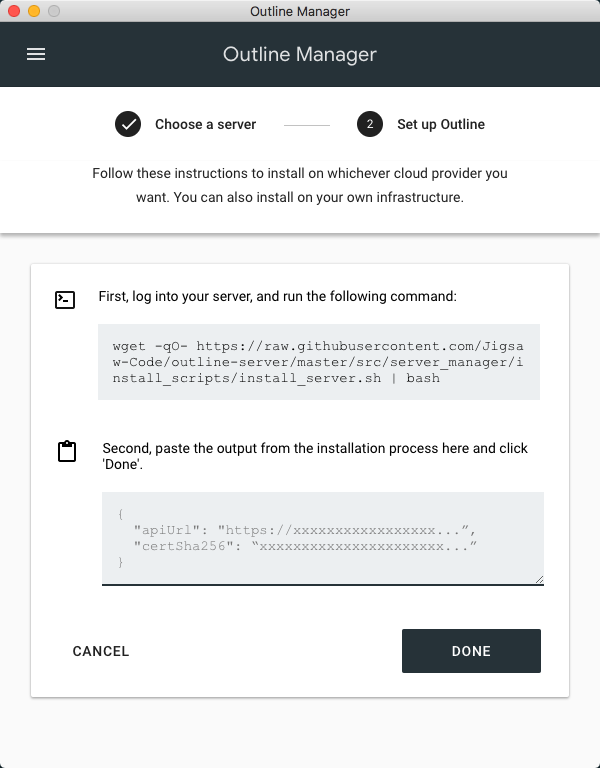 Outline Manager
Outline Manager
Choose a server
2
Set up Outline
Follow these instructions to install on whichever cloud provider you
want. You can also install on your own infrastructure.
First, log into your server, and run the following command:
wget -qO- https://raw.githubusercontent.com/Jigsa
w-Code/outline-server/master/src/server_manager/i
nstall_scripts/install_server.sh | bash
Second, paste the output from the installation process here and click
'Done'.
{
"apiUrl": "https://xxxxxxxxxxxxxxxxx...”,
"certSha256": “xxxxxxxxxxxxxxxxxxxxxx...”
}
CANCEL
DONE